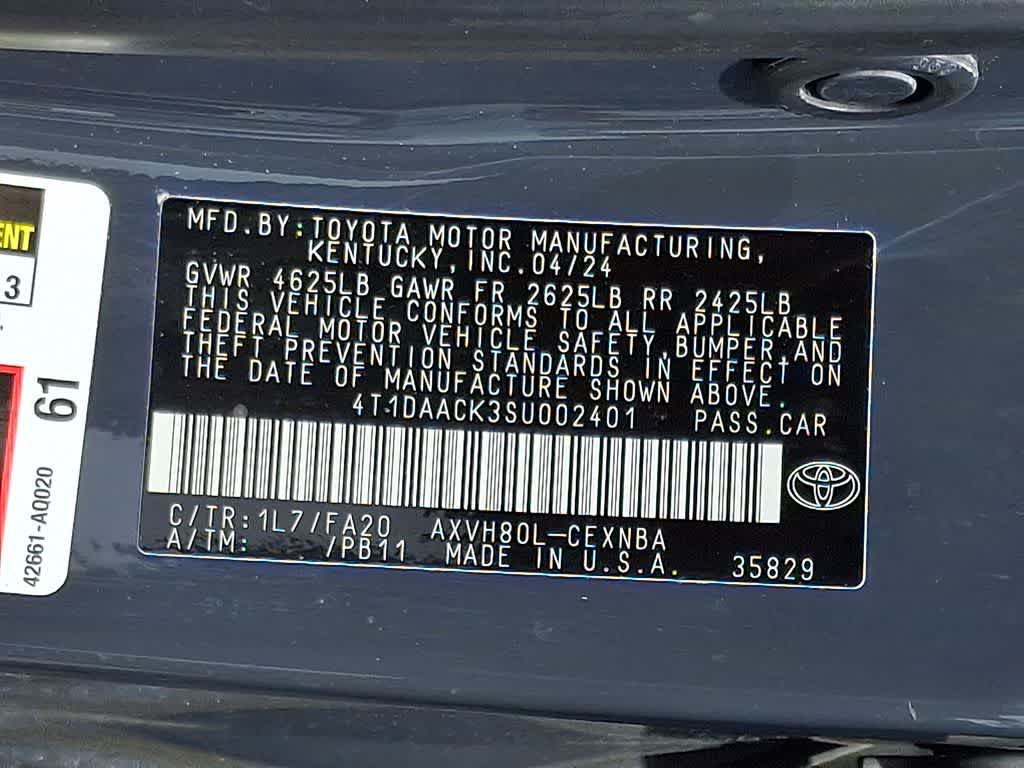 ENT
3
61
42661-A0020
MFD.BY:TOYOTA MOTOR MANUFACTURING,
KENTUCKY,INC.04/24
GVWR 4625LB GAWR FR 2625LB RR 2425LB
THIS VEHICLE CONFORMS TO ALL APPLICABLE
FEDERAL MOTOR VEHICLE SAFETY,BUMPER,AND
THEFT PREVENTION STANDARDS IN EFFECT ON
THE DATE OF MANUFACTURE SHOWN ABOVE.
4T1DAACK3SU002401 PASS.CAR
C/TR:1L7/FA20 AXVH80L-CEXNBA
A/TM: /PB11 MADE IN U.S.A. 35829